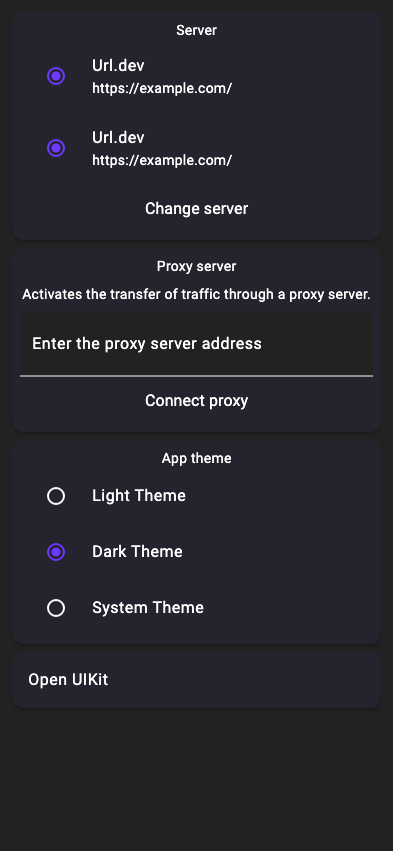 Server
Url.dev
https://example.com/
Url.dev
https://example.com/
Change server
Proxy server
Activates the transfer of traffic through a proxy server.
Enter the proxy server address
Connect proxy
App theme
Light Theme
Dark Theme
System Theme
Open UIKit